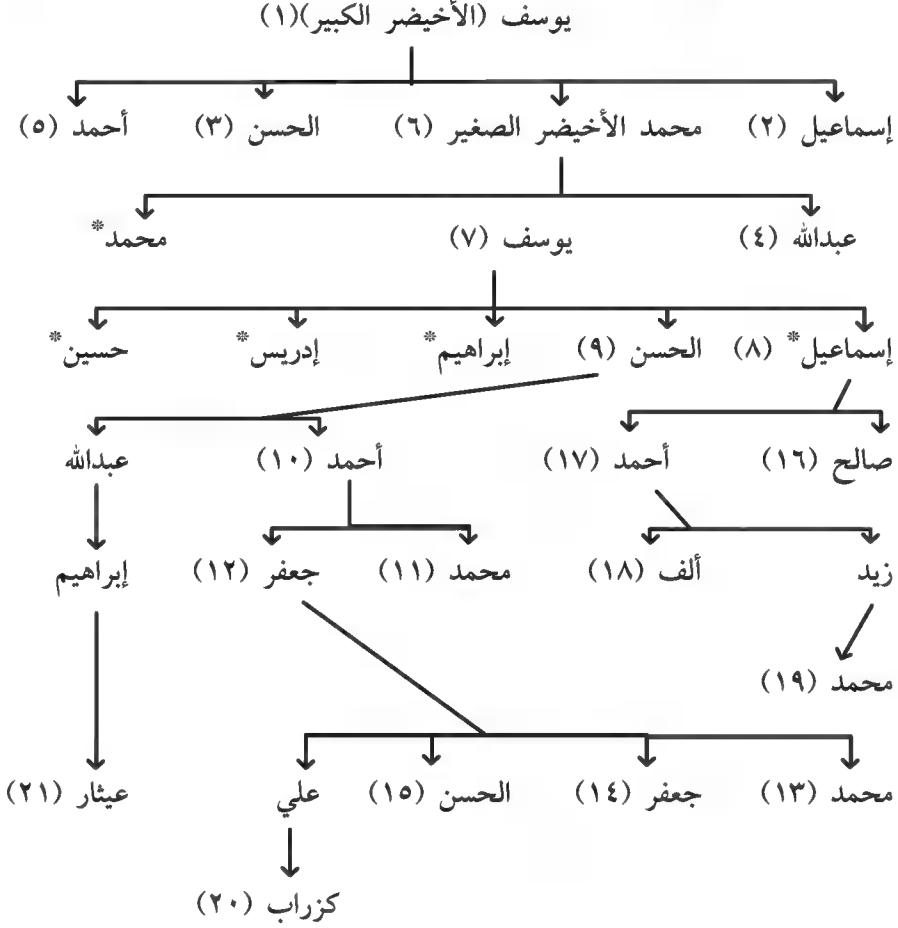 يوسف (الأخيضر الكبير)(١)
إسماعيل (٢) محمد الأخيضر الصغير (٦) الحسن (٣) أحمد (٥)
عبدالله (٤) يوسف (٧) محمد*
إسماعيل* (٨) الحسن (٩) إبراهيم* إدريس* حسين*
صالح (١٦) أحمد (١٧) أحمد (١٠) عبدالله
زيد ألف (١٨) محمد (١١) جعفر (١٢) إبراهيم
محمد (١٩)
محمد (١٣) جعفر (١٤) الحسن (١٥) علي عيثار (٢١)
كزراب (٢٠)